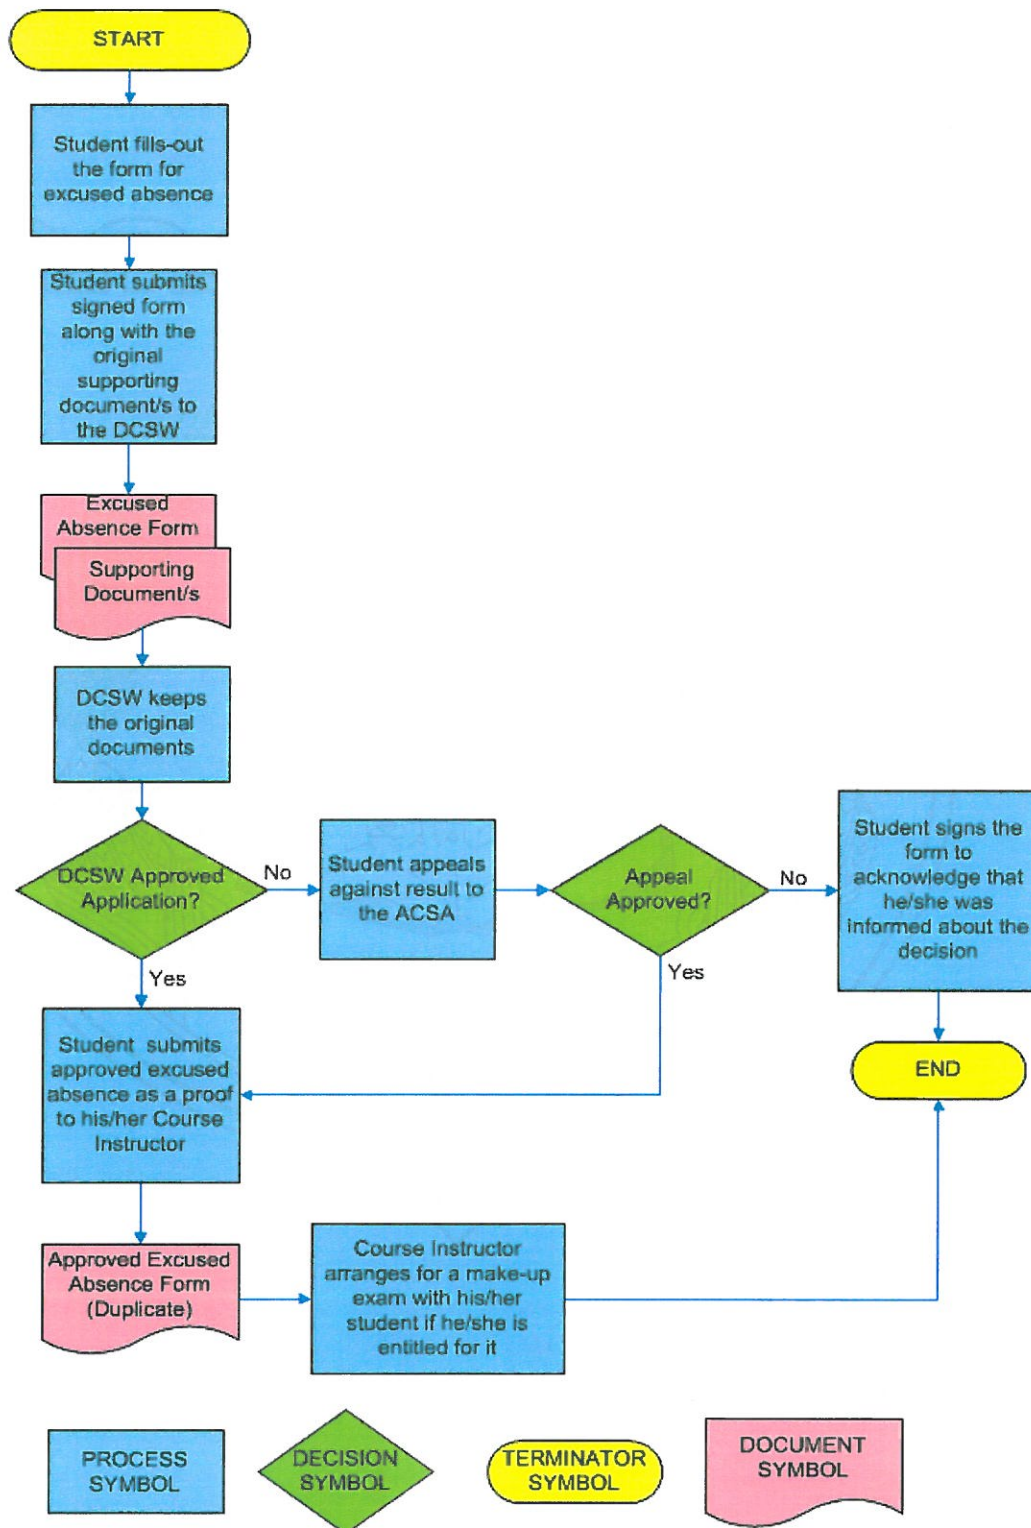 START
Student fills-out
the form for
excused absence
Student submits
signed form
along with the
original
supporting
document/s to
the DCSW
Excused
Absence Form
Supporting
Document/s
DCSW keeps
the original
documents
DCSW Approved
Application?
No
Student appeals
against result to
the ACSA
Appeal
Approved?
No
Student signs the
form to
acknowledge that
he/she was
informed about the
decision
Yes
Yes
Student submits
approved excused
absence as a proof
to his/her Course
Instructor
END
Approved Excused
Absence Form
(Duplicate)
Course Instructor
arranges for a make-up
exam with his/her
student if he/she is
entitled for it
PROCESS
SYMBOL
DECISION
SYMBOL
TERMINATOR
SYMBOL
DOCUMENT
SYMBOL